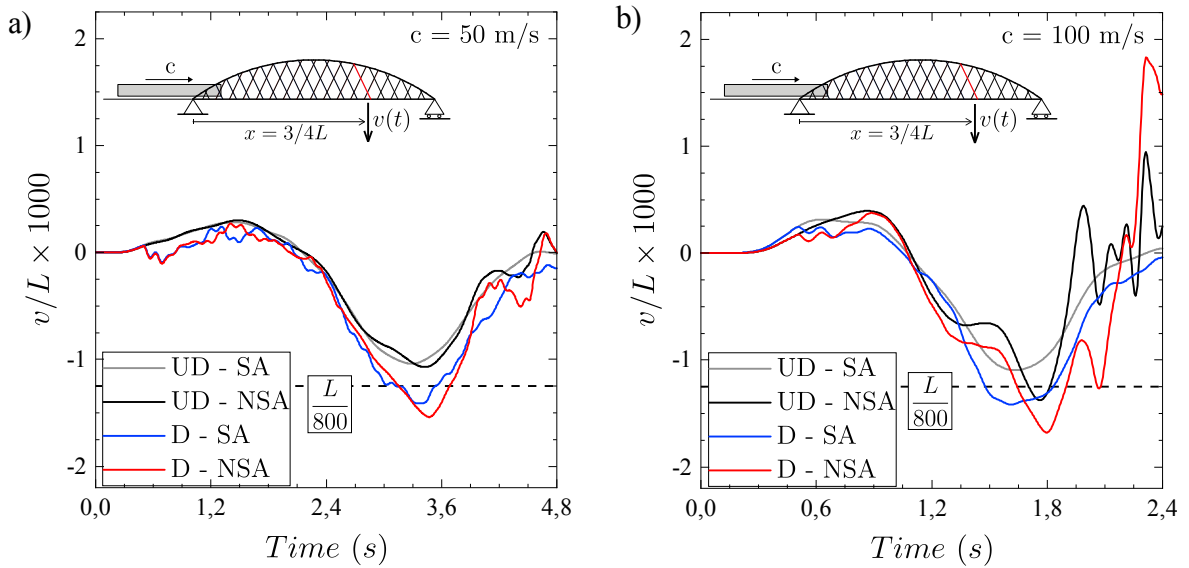 a)
c = 50 m/s
c
x = 3/4L
v(t)
v/L × 1000
2
1
0
-1
-2
L
800
UD - SA
UD - NSA
D - SA
D - NSA
0,0
1,2
2,4
3,6
4,8
Time (s)
b)
c = 100 m/s
c
x = 3/4L
v(t)
v/L × 1000
2
1
0
-1
-2
L
800
UD - SA
UD - NSA
D - SA
D - NSA
0,0
0,6
1,2
1,8
2,4
Time (s)